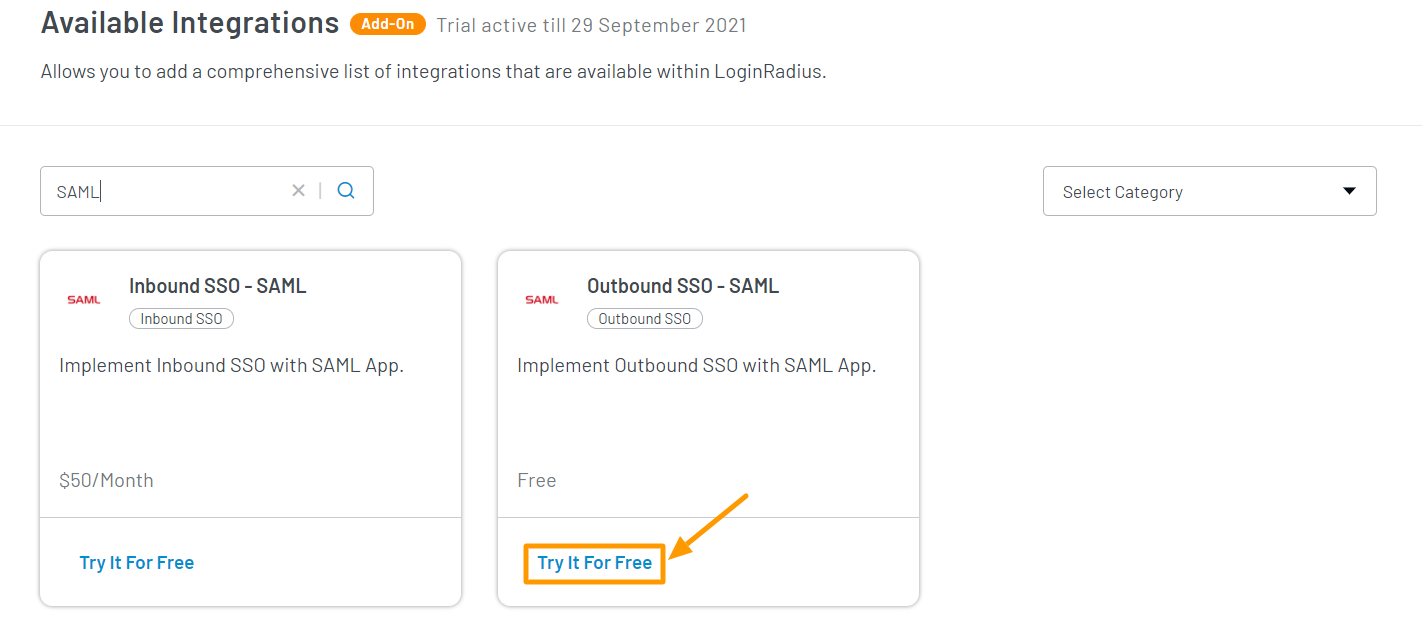 Available Integrations Add-On Trial active till 29 September 2021
Allows you to add a comprehensive list of integrations that are available within LoginRadius.
SAML
Select Category
SAML
Inbound SSO - SAML
Inbound SSO
Implement Inbound SSO with SAML App.
$50/Month
Try It For Free
SAML
Outbound SSO - SAML
Outbound SSO
Implement Outbound SSO with SAML App.
Free
Try It For Free